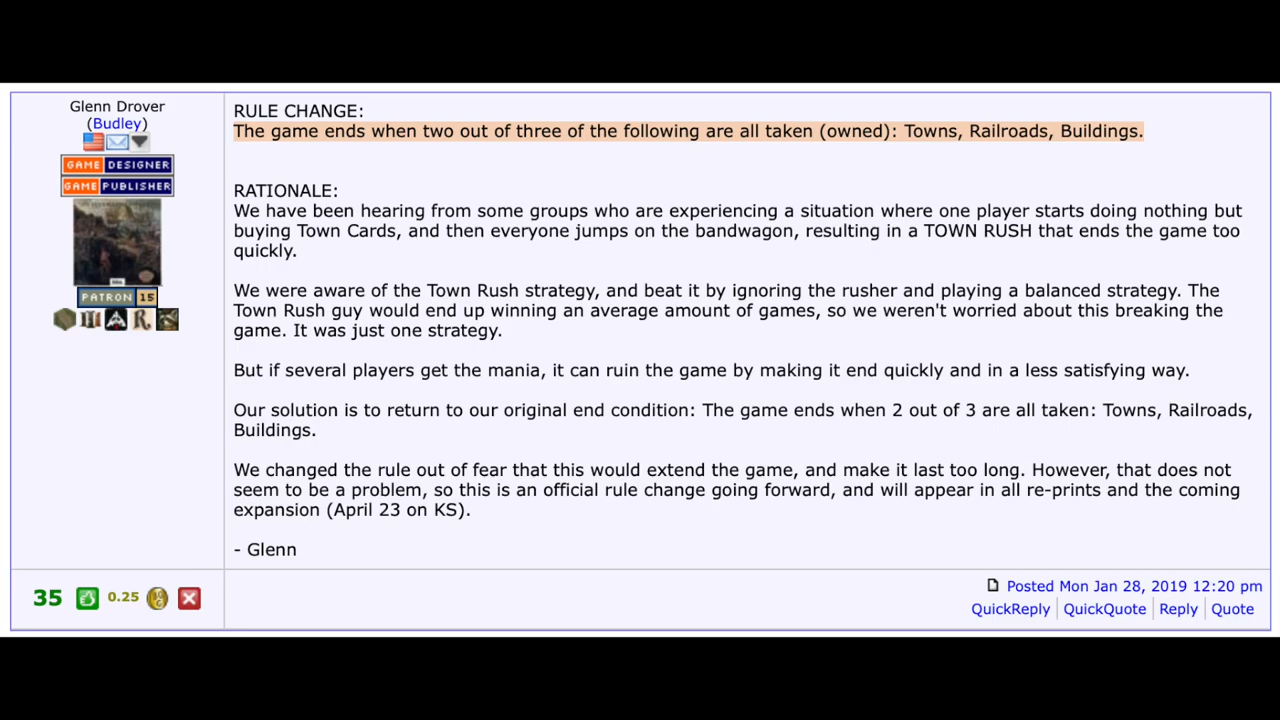 Glenn Drover
(Budley)
GAME DESIGNER
GAME PUBLISHER
PATRON 15
RULE CHANGE:
The game ends when two out of three of the following are all taken (owned): Towns, Railroads, Buildings.
RATIONALE:
We have been hearing from some groups who are experiencing a situation where one player starts doing nothing but
buying Town Cards, and then everyone jumps on the bandwagon, resulting in a TOWN RUSH that ends the game too
quickly.
We were aware of the Town Rush strategy, and beat it by ignoring the rusher and playing a balanced strategy. The
Town Rush guy would end up winning an average amount of games, so we weren't worried about this breaking the
game. It was just one strategy.
But if several players get the mania, it can ruin the game by making it end quickly and in a less satisfying way.
Our solution is to return to our original end condition: The game ends when 2 out of 3 are all taken: Towns, Railroads,
Buildings.
We changed the rule out of fear that this would extend the game, and make it last too long. However, that does not
seem to be a problem, so this is an official rule change going forward, and will appear in all re-prints and the coming
expansion (April 23 on KS).
- Glenn
35 0.25
Posted Mon Jan 28, 2019 12:20 pm
QuickReply QuickQuote Reply Quote